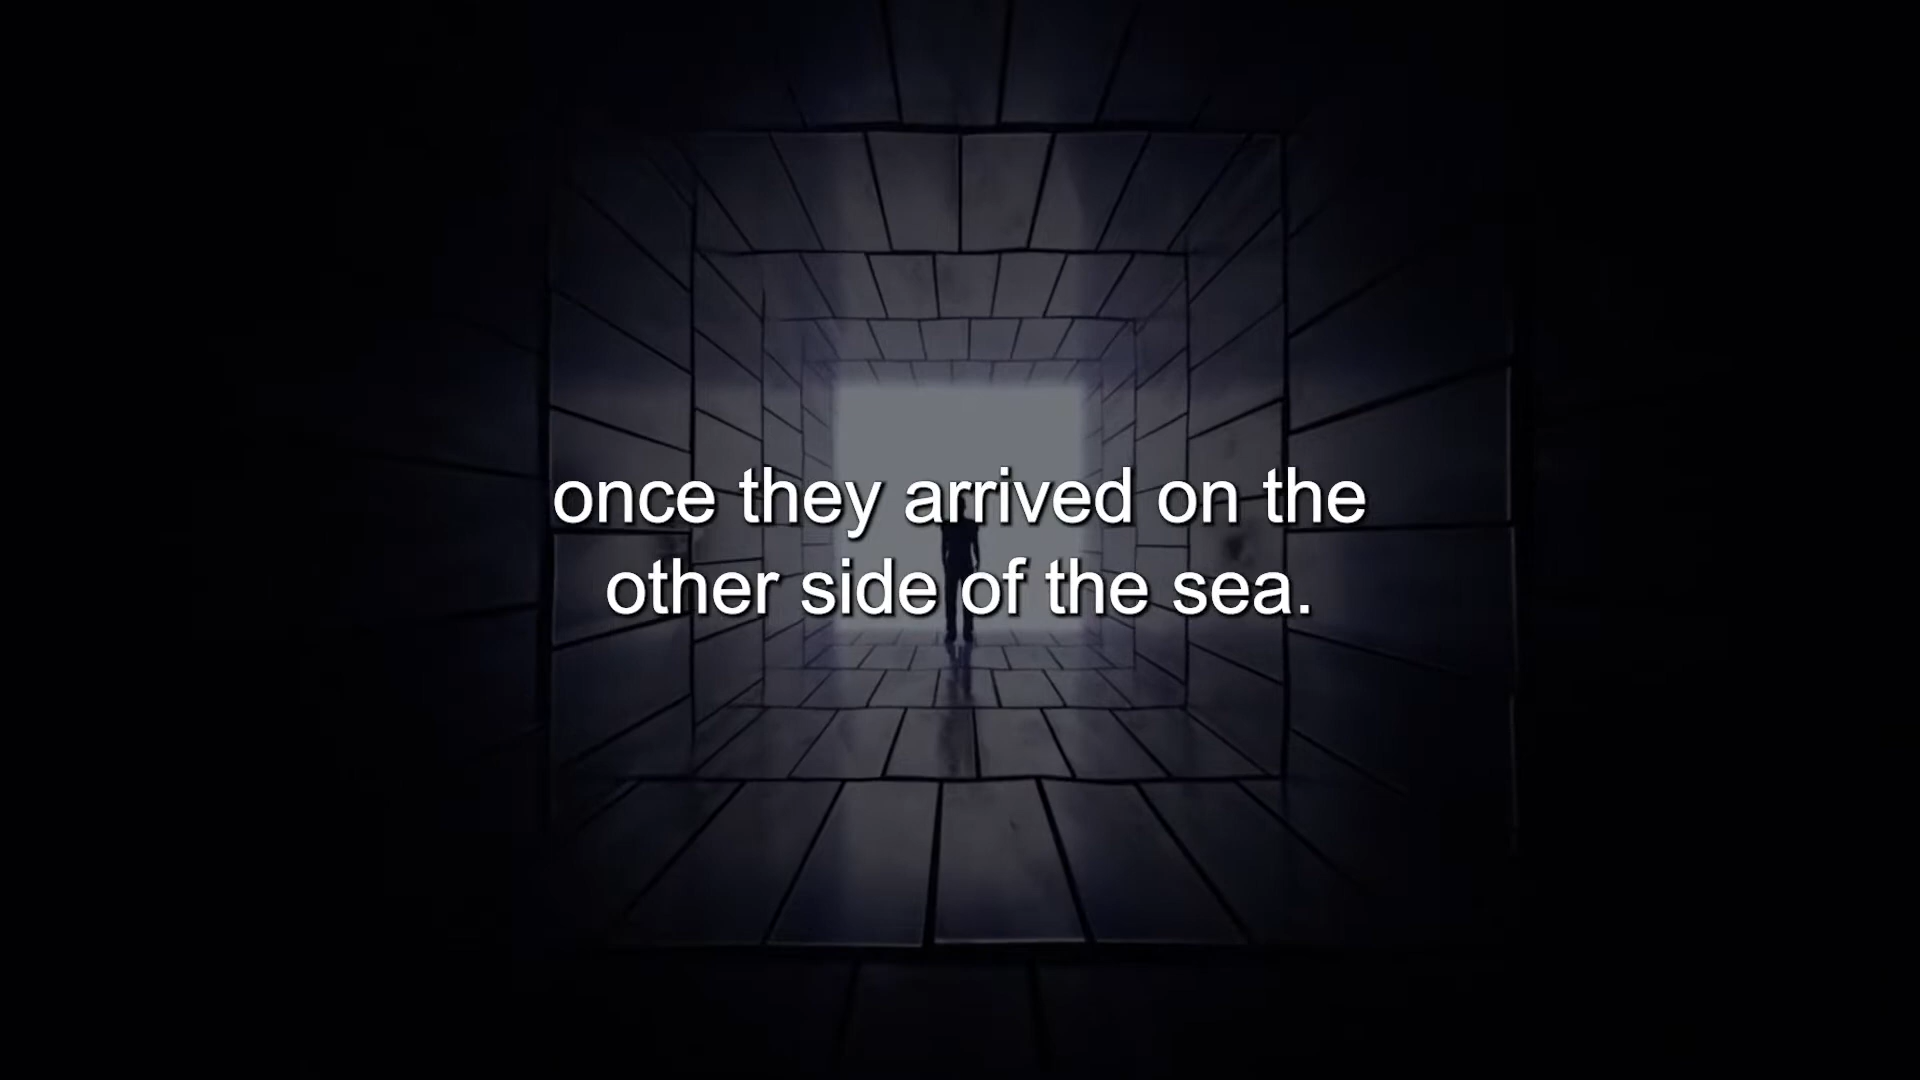 once they arrived on the
other side of the sea.